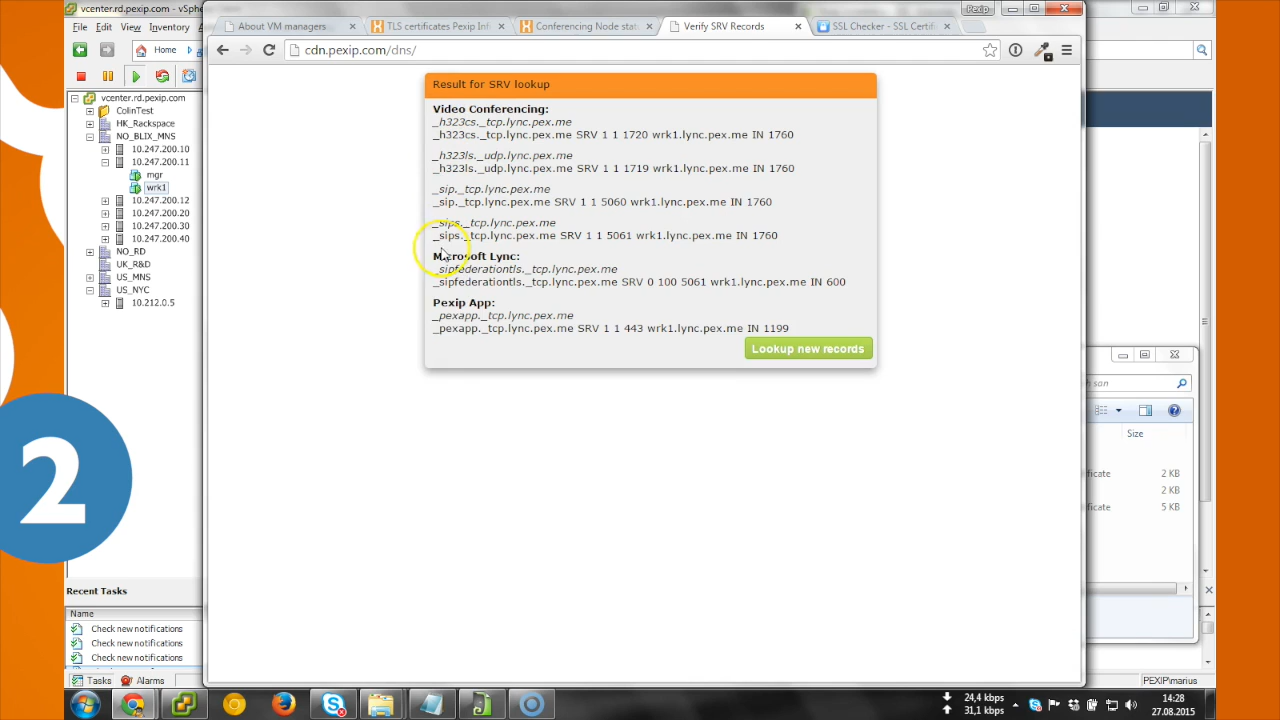 vcenter.rd.pexip.com - vSphe
Pexip
File Edit View Inventory
Home
About VM managers
TLS certificates Pexip Inf
Conferencing Node stati
Verify SRV Records
SSL Checker - SSL Certifi
cdn.pexip.com/dns/
vcenter.rd.pexip.com
ColinTest
HK_Rackspace
NO_BLIX_MNS
10.247.200.10
10.247.200.11
mgr
wrk1
10.247.200.12
10.247.200.20
10.247.200.30
10.247.200.40
NO_RD
UK_R&D
US_MNS
US_NYC
10.212.0.5
Result for SRV lookup
Video Conferencing:
_h323cs._tcp.lync.pex.me
_h323cs._tcp.lync.pex.me SRV 1 1 1720 wrk1.lync.pex.me IN 1760
_h323ls._udp.lync.pex.me
_h323ls._udp.lync.pex.me SRV 1 1 1719 wrk1.lync.pex.me IN 1760
_sip._tcp.lync.pex.me
_sip._tcp.lync.pex.me SRV 1 1 5060 wrk1.lync.pex.me IN 1760
_sips._tcp.lync.pex.me
_sips._tcp.lync.pex.me SRV 1 1 5061 wrk1.lync.pex.me IN 1760
Microsoft Lync:
_sipfederationtls._tcp.lync.pex.me
_sipfederationtls._tcp.lync.pex.me SRV 0 100 5061 wrk1.lync.pex.me IN 600
Pexip App:
_pexapp._tcp.lync.pex.me
_pexapp._tcp.lync.pex.me SRV 1 1 443 wrk1.lync.pex.me IN 1199
Lookup new records
ch san
Size
ificate 2 KB
2 KB
ificate 5 KB
2
Recent Tasks
Name
Check new notifications
Check new notifications
Check new notifications
Tasks Alarms
PEXIP\marius
24,4 kbps
31,1 kbps
14:28
27.08.2015